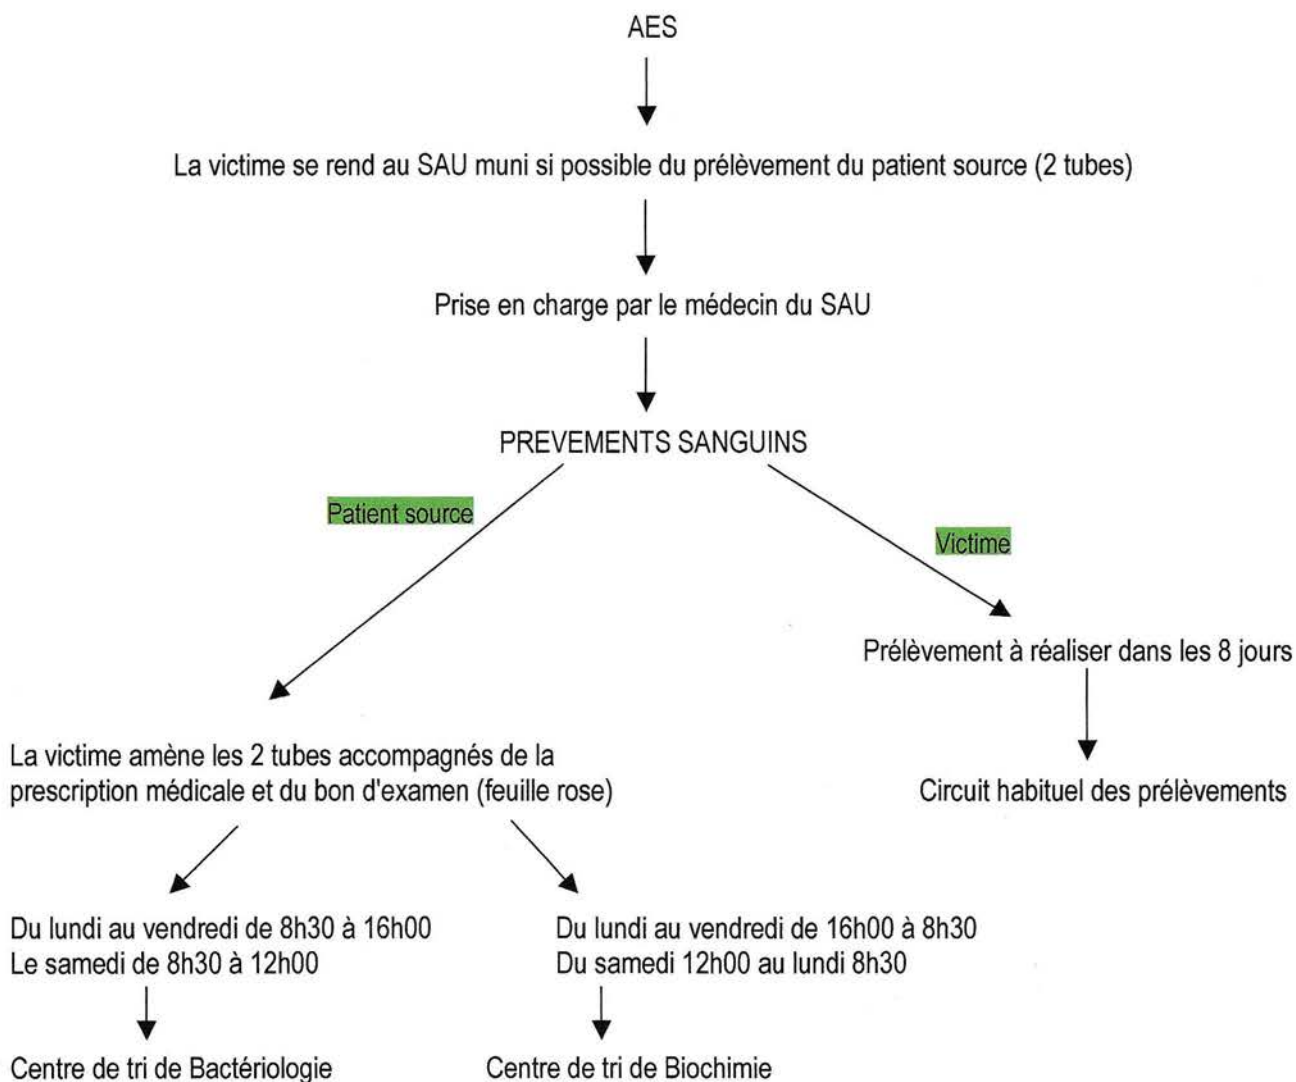 AES
La victime se rend au SAU muni si possible du prélèvement du patient source (2 tubes)
Prise en charge par le médecin du SAU
PREVEMENTS SANGUINS
Patient source
Victime
Prélèvement à réaliser dans les 8 jours
Circuit habituel des prélèvements
La victime amène les 2 tubes accompagnés de la
prescription médicale et du bon d'examen (feuille rose)
Du lundi au vendredi de 8h30 à 16h00
Le samedi de 8h30 à 12h00
Du lundi au vendredi de 16h00 à 8h30
Du samedi 12h00 au lundi 8h30
Centre de tri de Bactériologie
Centre de tri de Biochimie